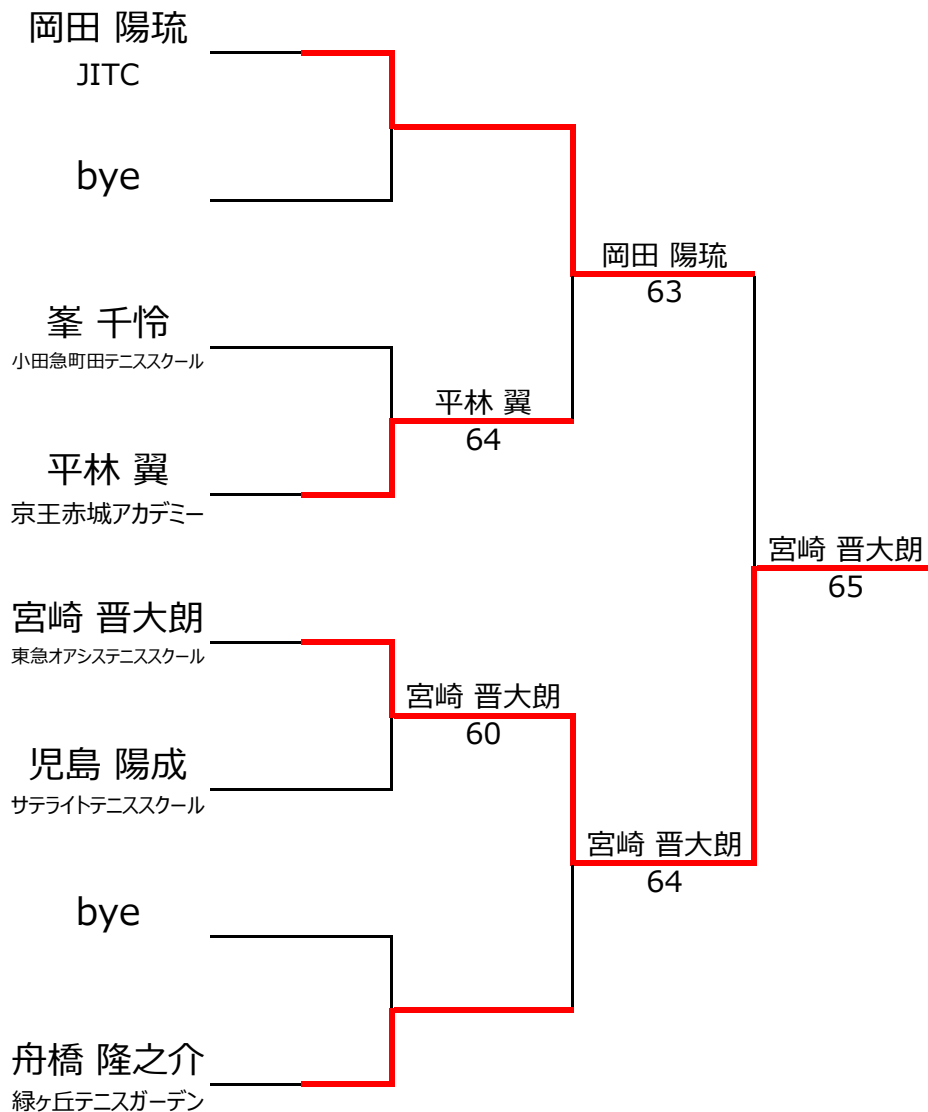 岡田 陽琉
JITC
bye
峯 千怜
小田急町田テニススクール
平林 翼
京王赤城アカデミー
宮崎 晋大朗
東急オアシステニススクール
児島 陽成
サテライトテニススクール
bye
舟橋 隆之介
緑ヶ丘テニスガーデン
平林 翼
64
宮崎 晋大朗
60
岡田 陽琉
63
宮崎 晋大朗
64
宮崎 晋大朗
65